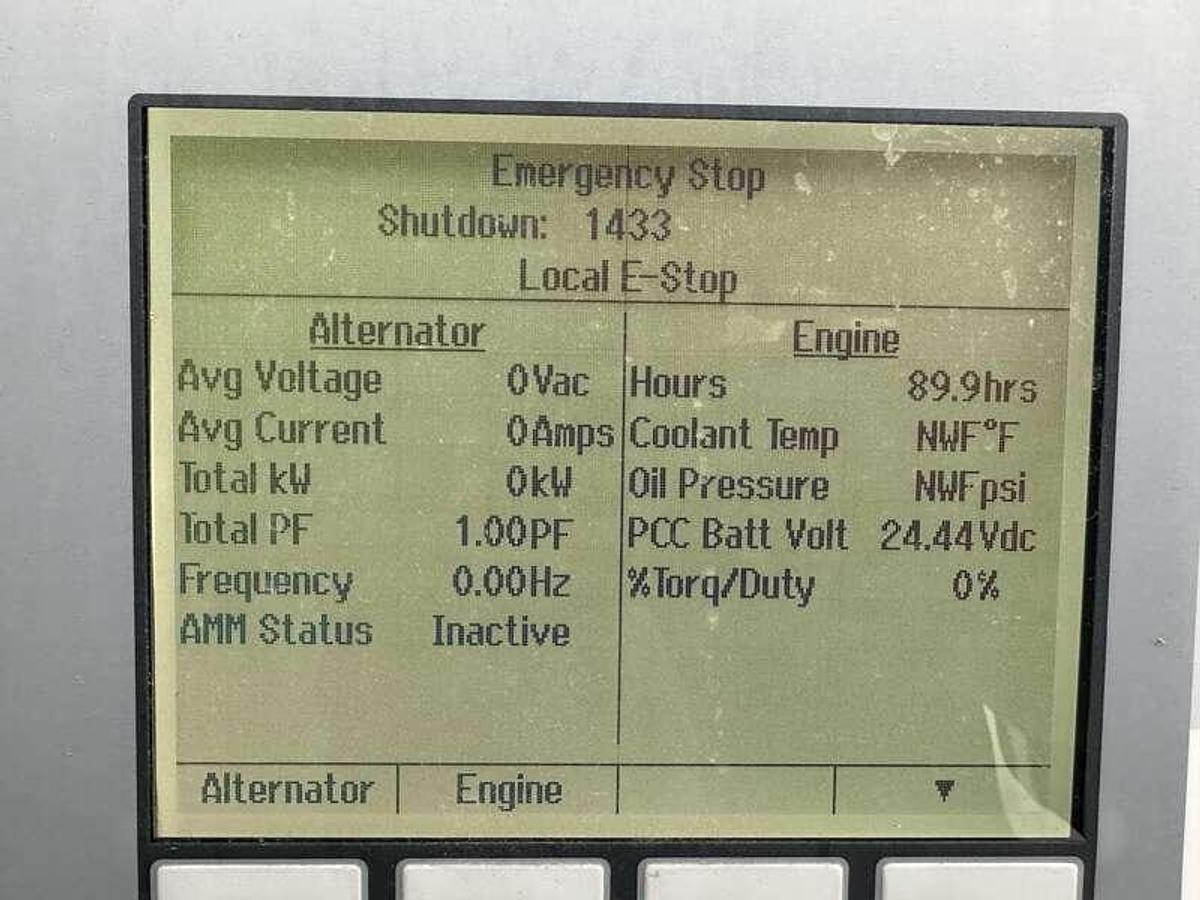 Emergency Stop
Shutdown: 1433
Local E-Stop
Alternator
Avg Voltage 0Vac
Avg Current 0Amps
Total kW 0kW
Total PF 1.00PF
Frequency 0.00Hz
AMM Status Inactive
Engine
Hours 89.9hrs
Coolant Temp NWF°F
Oil Pressure NWFpsi
PCC Batt Volt 24.44Vdc
%Torq/Duty 0%
Alternator Engine ▼